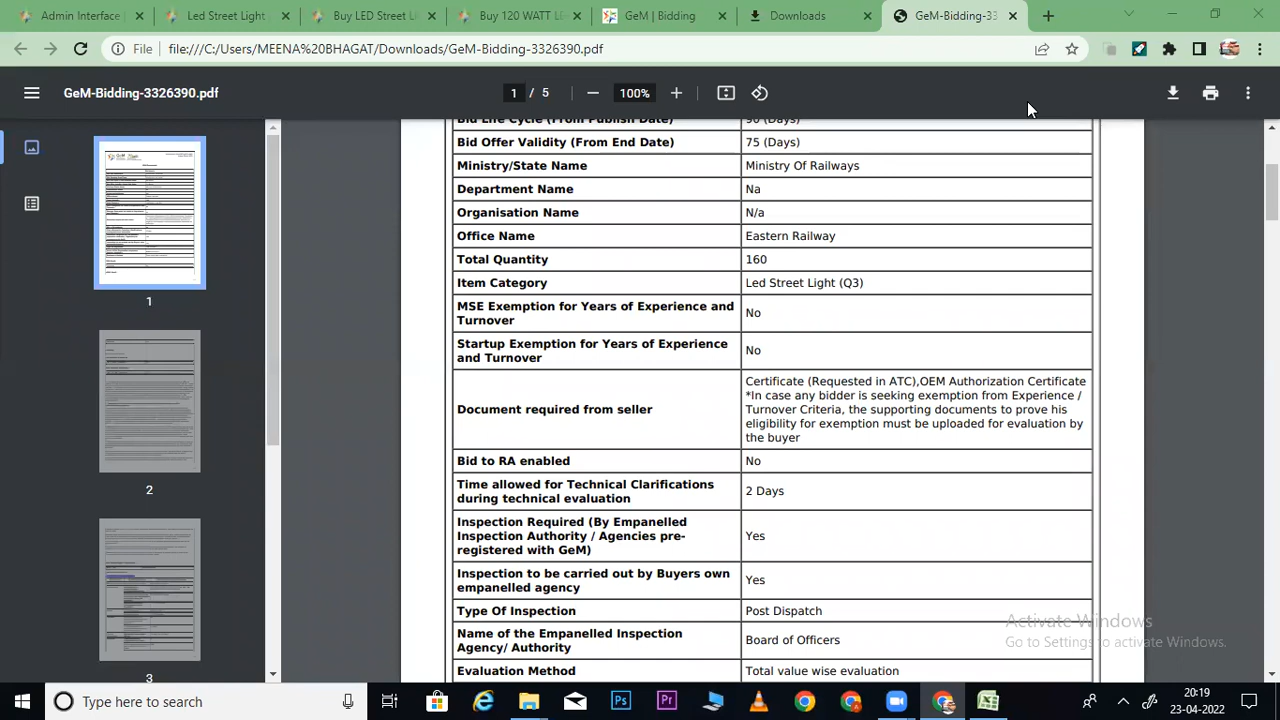 Admin Interface
Led Street Light
Buy LED Street Li
Buy 120 WATT LE
GeM | Bidding
Downloads
GeM-Bidding-33
File
file:///C:/Users/MEENA%20BHAGAT/Downloads/GeM-Bidding-3326390.pdf
GeM-Bidding-3326390.pdf
1 / 5
100%
Bid Life Cycle (From Publish Date) 90 (Days)
Bid Offer Validity (From End Date) 75 (Days)
Ministry/State Name Ministry Of Railways
Department Name Na
Organisation Name N/a
Office Name Eastern Railway
Total Quantity 160
Item Category Led Street Light (Q3)
MSE Exemption for Years of Experience and
Turnover
No
Startup Exemption for Years of Experience
and Turnover
No
Document required from seller
Certificate (Requested in ATC),OEM Authorization Certificate
*In case any bidder is seeking exemption from Experience /
Turnover Criteria, the supporting documents to prove his
eligibility for exemption must be uploaded for evaluation by
the buyer
Bid to RA enabled No
Time allowed for Technical Clarifications
during technical evaluation
2 Days
Inspection Required (By Empanelled
Inspection Authority / Agencies pre-
registered with GeM)
Yes
Inspection to be carried out by Buyers own
empanelled agency
Yes
Type Of Inspection Post Dispatch
Name of the Empanelled Inspection
Agency/ Authority
Board of Officers
Evaluation Method Total value wise evaluation
1
2
3
Activate Windows
Go to Settings to activate Windows.
Type here to search
20:19
23-04-2022